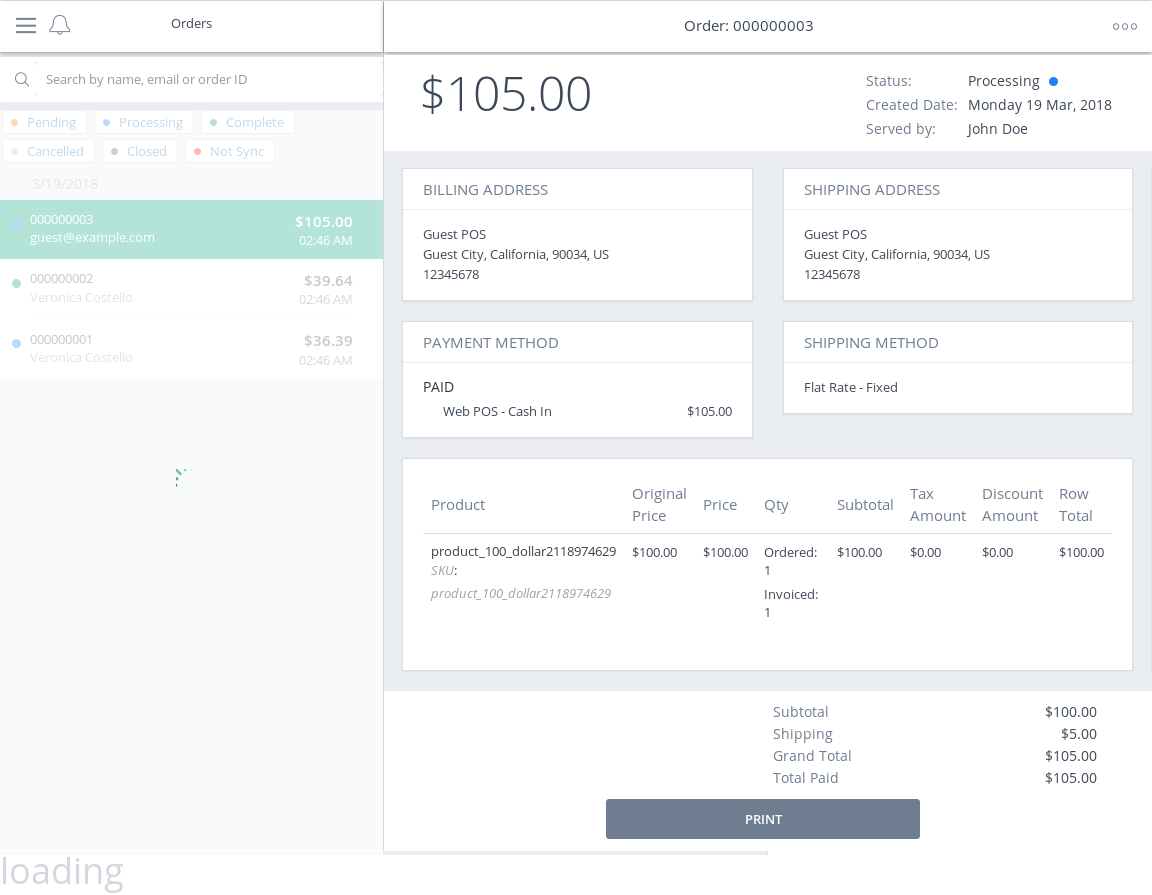 Orders
Order: 000000003
Search by name, email or order ID
Pending Processing Complete
Cancelled Closed Not Sync
3/19/2018
000000003 $105.00
guest@example.com 02:46 AM
000000002 $39.64
Veronica Costello 02:46 AM
000000001 $36.39
Veronica Costello 02:46 AM
$105.00
Status: Processing
Created Date: Monday 19 Mar, 2018
Served by: John Doe
BILLING ADDRESS
Guest POS
Guest City, California, 90034, US
12345678
SHIPPING ADDRESS
Guest POS
Guest City, California, 90034, US
12345678
PAYMENT METHOD
PAID
Web POS - Cash In $105.00
SHIPPING METHOD
Flat Rate - Fixed
Product Original Price Price Qty Subtotal Tax Amount Discount Amount Row Total
product_100_dollar2118974629 $100.00 $100.00 Ordered: $100.00 $0.00 $0.00 $100.00
SKU: 1
product_100_dollar2118974629 Invoiced:
1
Subtotal $100.00
Shipping $5.00
Grand Total $105.00
Total Paid $105.00
PRINT
loading